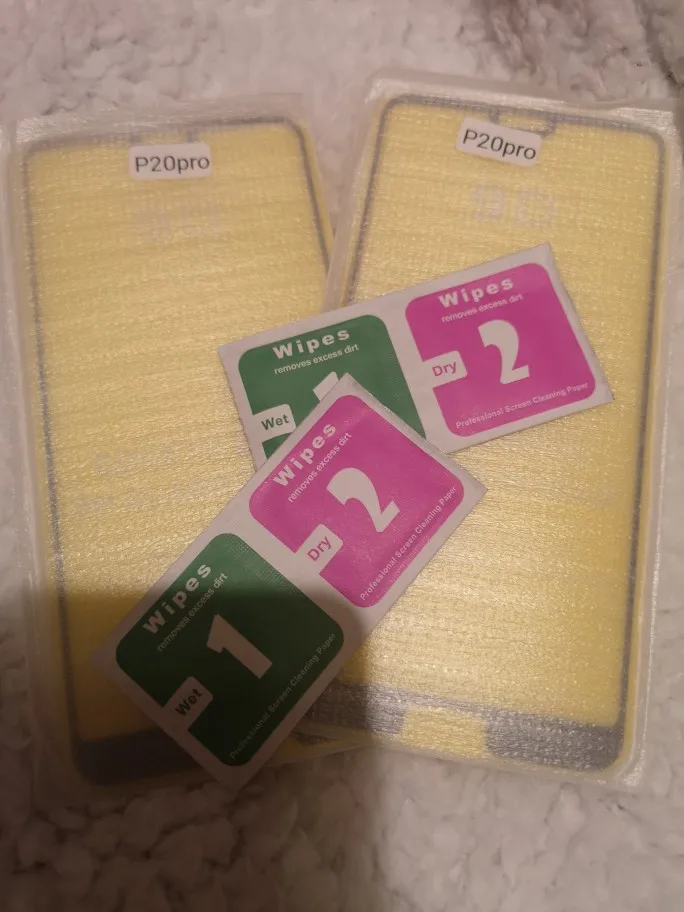 P20pro
P20pro
9D
Wipes
removes excess dirt
Wet
Wipes
removes excess dirt
2
Dry
Professional Screen Cleaning Paper
Wipes
removes excess dirt
2
Dry
Professional Screen Cleaning Paper
Wipes
removes excess dirt
1
Wet
Professional Screen Cleaning Paper